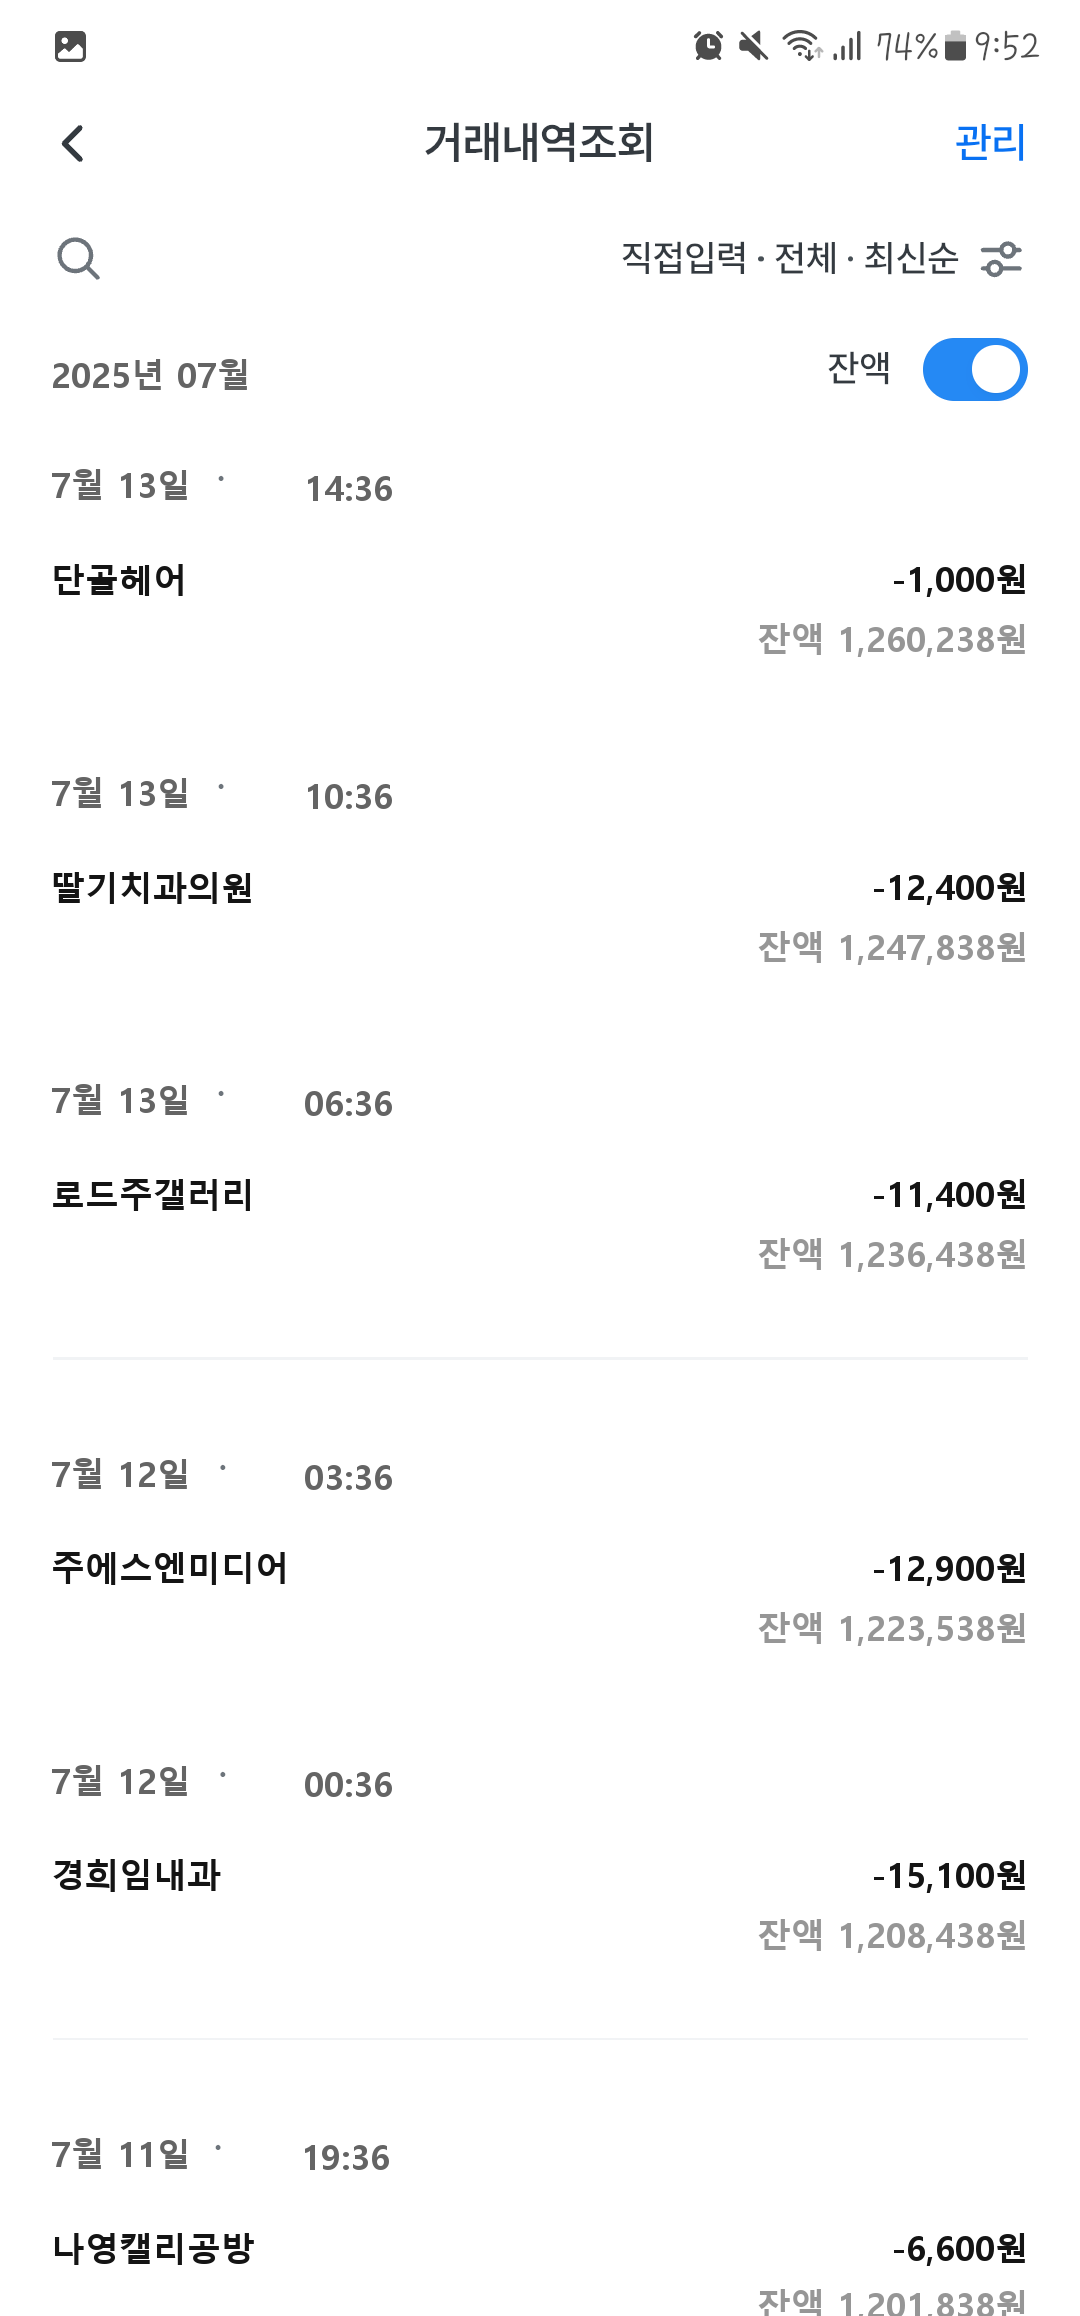 74% 9:52
거래내역조회 관리
직접입력 · 전체 · 최신순
2025년 07월 잔액
7월 13일 · 14:36
단골헤어 -1,000원
잔액 1,260,238원
7월 13일 · 10:36
딸기치과의원 -12,400원
잔액 1,247,838원
7월 13일 · 06:36
로드주갤러리 -11,400원
잔액 1,236,438원
7월 12일 · 03:36
주에스엔미디어 -12,900원
잔액 1,223,538원
7월 12일 · 00:36
경희임내과 -15,100원
잔액 1,208,438원
7월 11일 · 19:36
나영캘리공방 -6,600원
잔액 1,201,838원